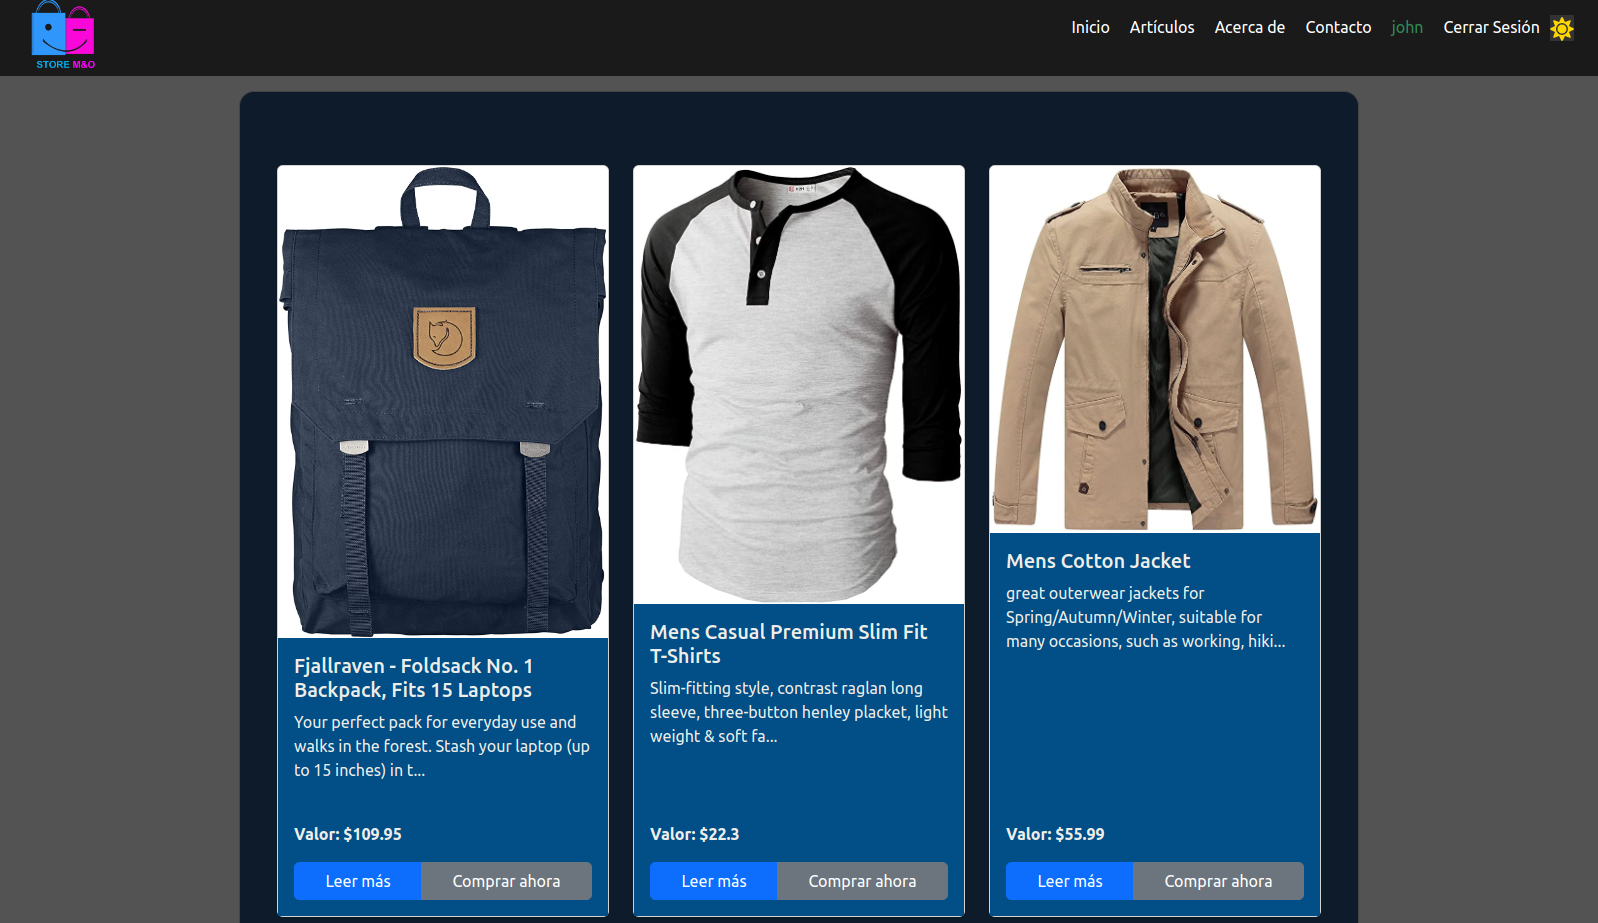 STORE M&O
Inicio Artículos Acerca de Contacto john Cerrar Sesión
Fjallraven - Foldsack No. 1
Backpack, Fits 15 Laptops
Your perfect pack for everyday use and
walks in the forest. Stash your laptop (up
to 15 inches) in t...
Valor: $109.95
Leer más Comprar ahora
Mens Casual Premium Slim Fit
T-Shirts
Slim-fitting style, contrast raglan long
sleeve, three-button henley placket, light
weight & soft fa...
Valor: $22.3
Leer más Comprar ahora
Mens Cotton Jacket
great outerwear jackets for
Spring/Autumn/Winter, suitable for
many occasions, such as working, hiki...
Valor: $55.99
Leer más Comprar ahora